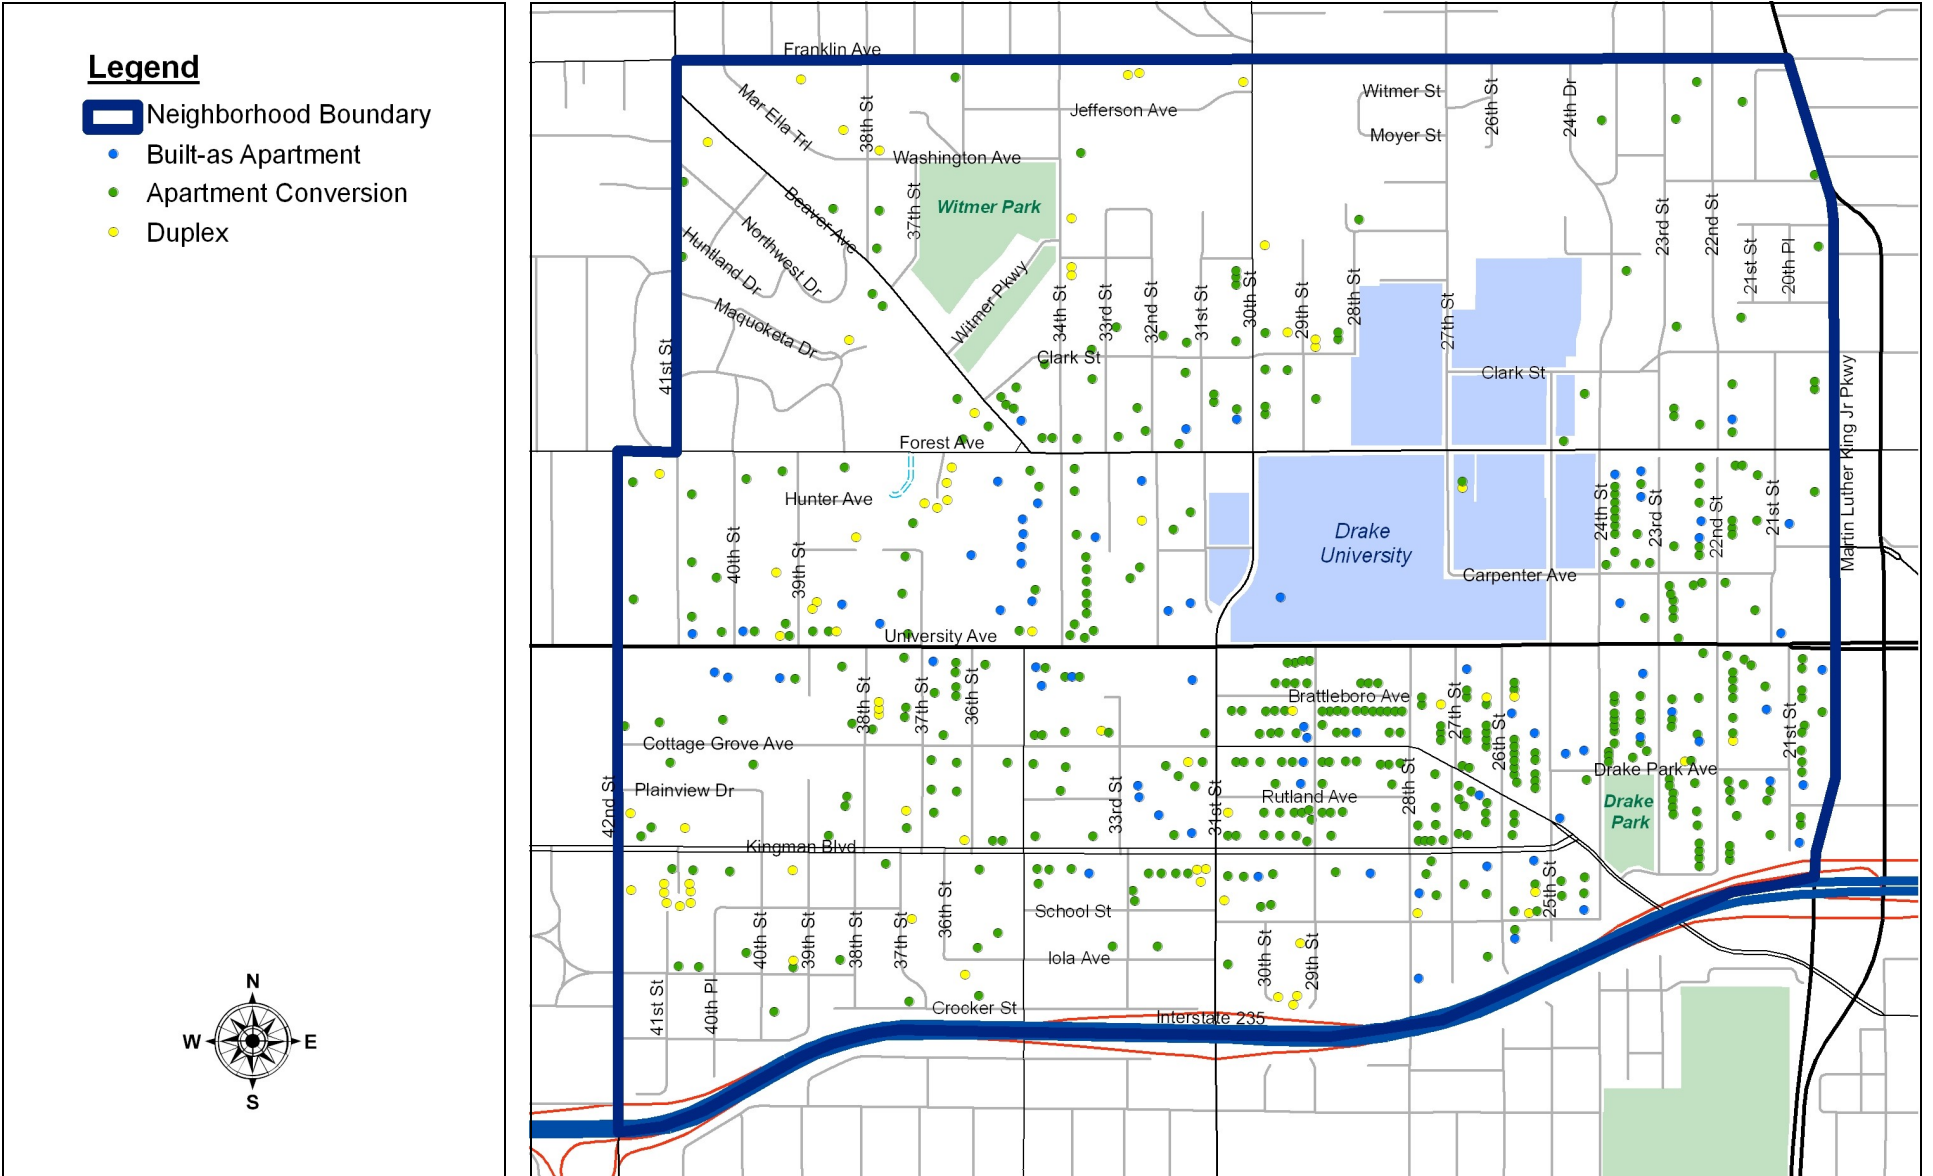 Legend
Neighborhood Boundary
Built-as Apartment
Apartment Conversion
Duplex
N
W
E
S
Franklin Ave
Mar Ella Trl
38th St
Jefferson Ave
Witmer St
26th St
24th Dr
Moyer St
Washington Ave
37th St
Witmer Park
Beaver Ave
Northwest Dr
Huntland Dr
Maquoketa Dr
Witmer Pkwy
34th St
33rd St
32nd St
31st St
30th St
29th St
28th St
27th St
23rd St
22nd St
21st St
20th Pl
41st St
Clark St
Clark St
Martin Luther King Jr Pkwy
Forest Ave
Hunter Ave
40th St
39th St
Drake
University
24th St
23rd St
22nd St
21st St
Carpenter Ave
University Ave
38th St
37th St
36th St
Brattleboro Ave
27th St
26th St
21st St
Cottage Grove Ave
Drake Park Ave
42nd St
Plainview Dr
33rd St
31st St
Rutland Ave
28th St
Drake
Park
Kingman Blvd
25th St
36th St
School St
40th St
39th St
38th St
37th St
Iola Ave
30th St
29th St
41st St
40th Pl
Crocker St
Interstate 235